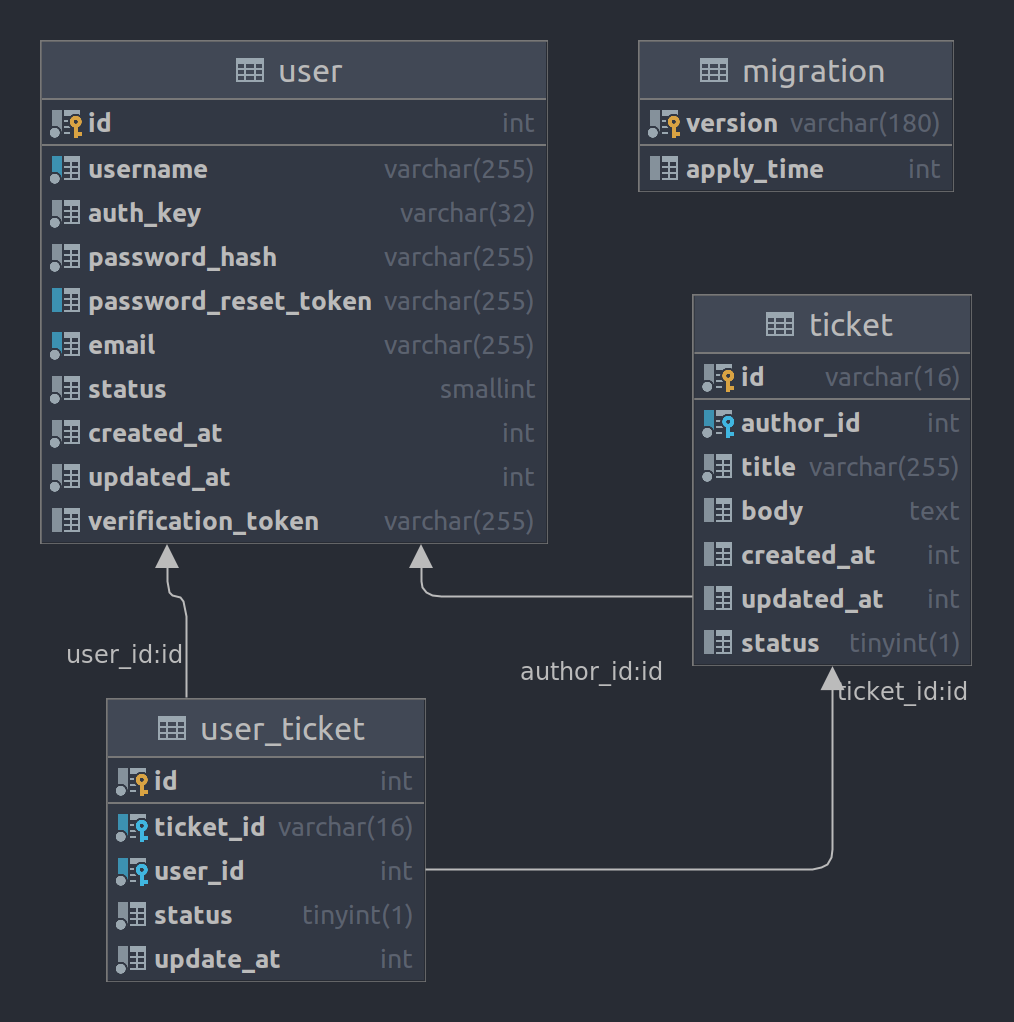 user
id int
username varchar(255)
auth_key varchar(32)
password_hash varchar(255)
password_reset_token varchar(255)
email varchar(255)
status smallint
created_at int
updated_at int
verification_token varchar(255)
migration
version varchar(180)
apply_time int
ticket
id varchar(16)
author_id int
title varchar(255)
body text
created_at int
updated_at int
status tinyint(1)
user_id:id
author_id:id
ticket_id:id
user_ticket
id int
ticket_id varchar(16)
user_id int
status tinyint(1)
update_at int